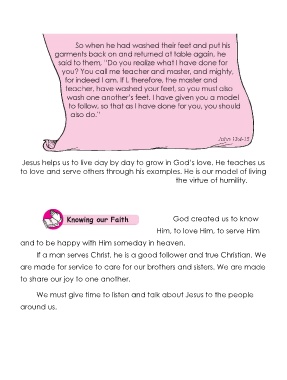 So when he had washed their feet and put his
garments back on and returned at table again, he
said to them, "Do you realize what I have done for
you? You call me teacher and master, and mighty,
for indeed I am. If I, therefore, the master and
teacher, have washed your feet, so you must also
wash one another's feet. I have given you a model
to follow, so that as I have done for you, you should
also do."
John 13:6-15
Jesus helps us to live day by day to grow in God's love. He teaches us
to love and serve others through his examples. He is our model of living
the virtue of humility.
Knowing our Faith
God created us to know
Him, to love Him, to serve Him
and to be happy with Him someday in heaven.
If a man serves Christ, he is a good follower and true Christian. We
are made for service to care for our brothers and sisters. We are made
to share our joy to one another.
We must give time to listen and talk about Jesus to the people
around us.